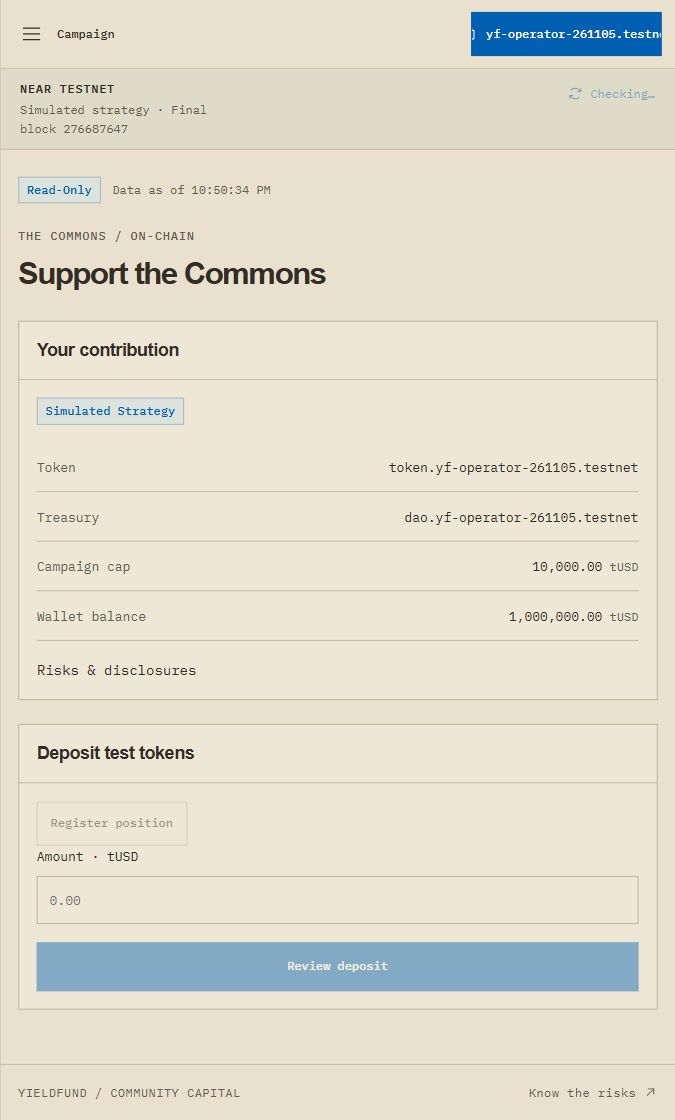 Campaign
yf-operator-261105.testn
NEAR TESTNET
Simulated strategy · Final
block 276687647
Checking…
Read-Only
Data as of 10:50:34 PM
THE COMMONS / ON-CHAIN
Support the Commons
Your contribution
Simulated Strategy
Token token.yf-operator-261105.testnet
Treasury dao.yf-operator-261105.testnet
Campaign cap 10,000.00 tUSD
Wallet balance 1,000,000.00 tUSD
Risks & disclosures
Deposit test tokens
Register position
Amount · tUSD
0.00
Review deposit
YIELDFUND / COMMUNITY CAPITAL
Know the risks ↗